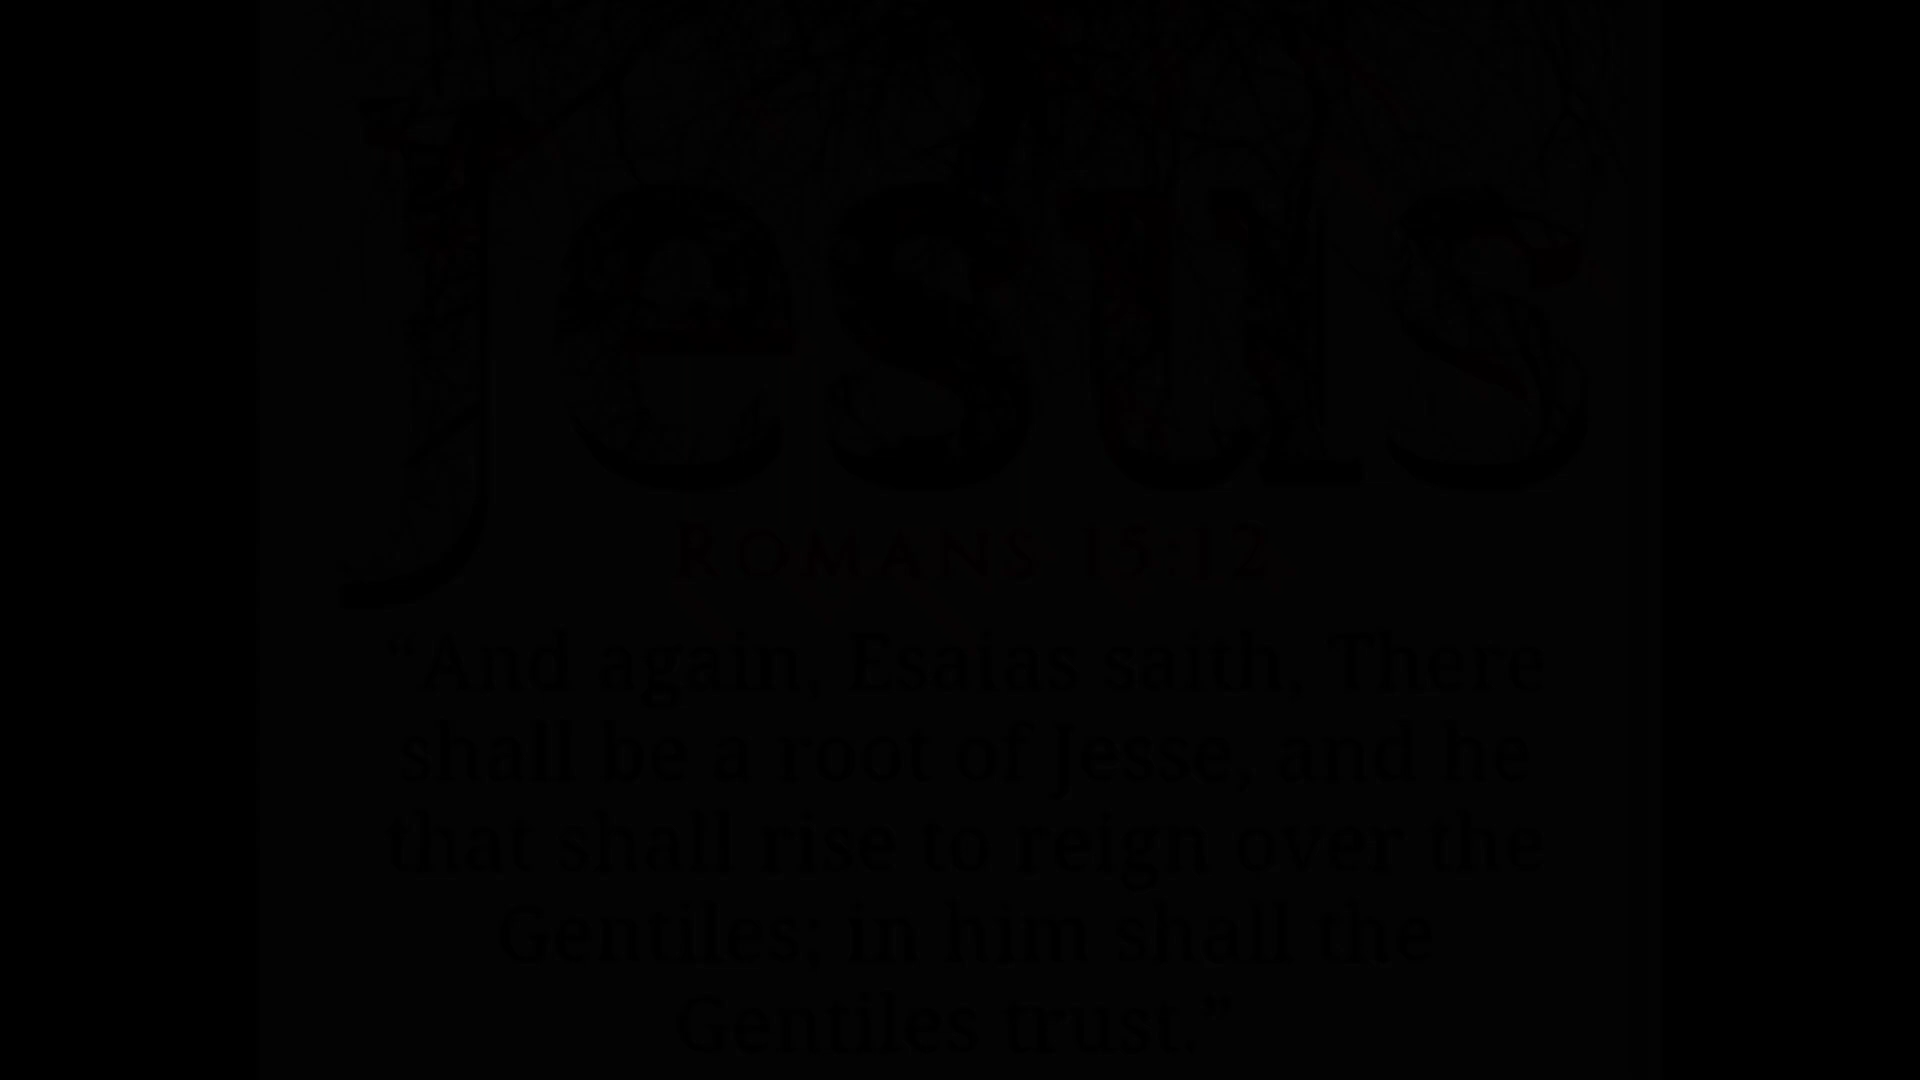 Jesus
ROMANS 15:12
“And again, Esaias saith, There
shall be a root of Jesse, and he
that shall rise to reign over the
Gentiles; in him shall the
Gentiles trust.”